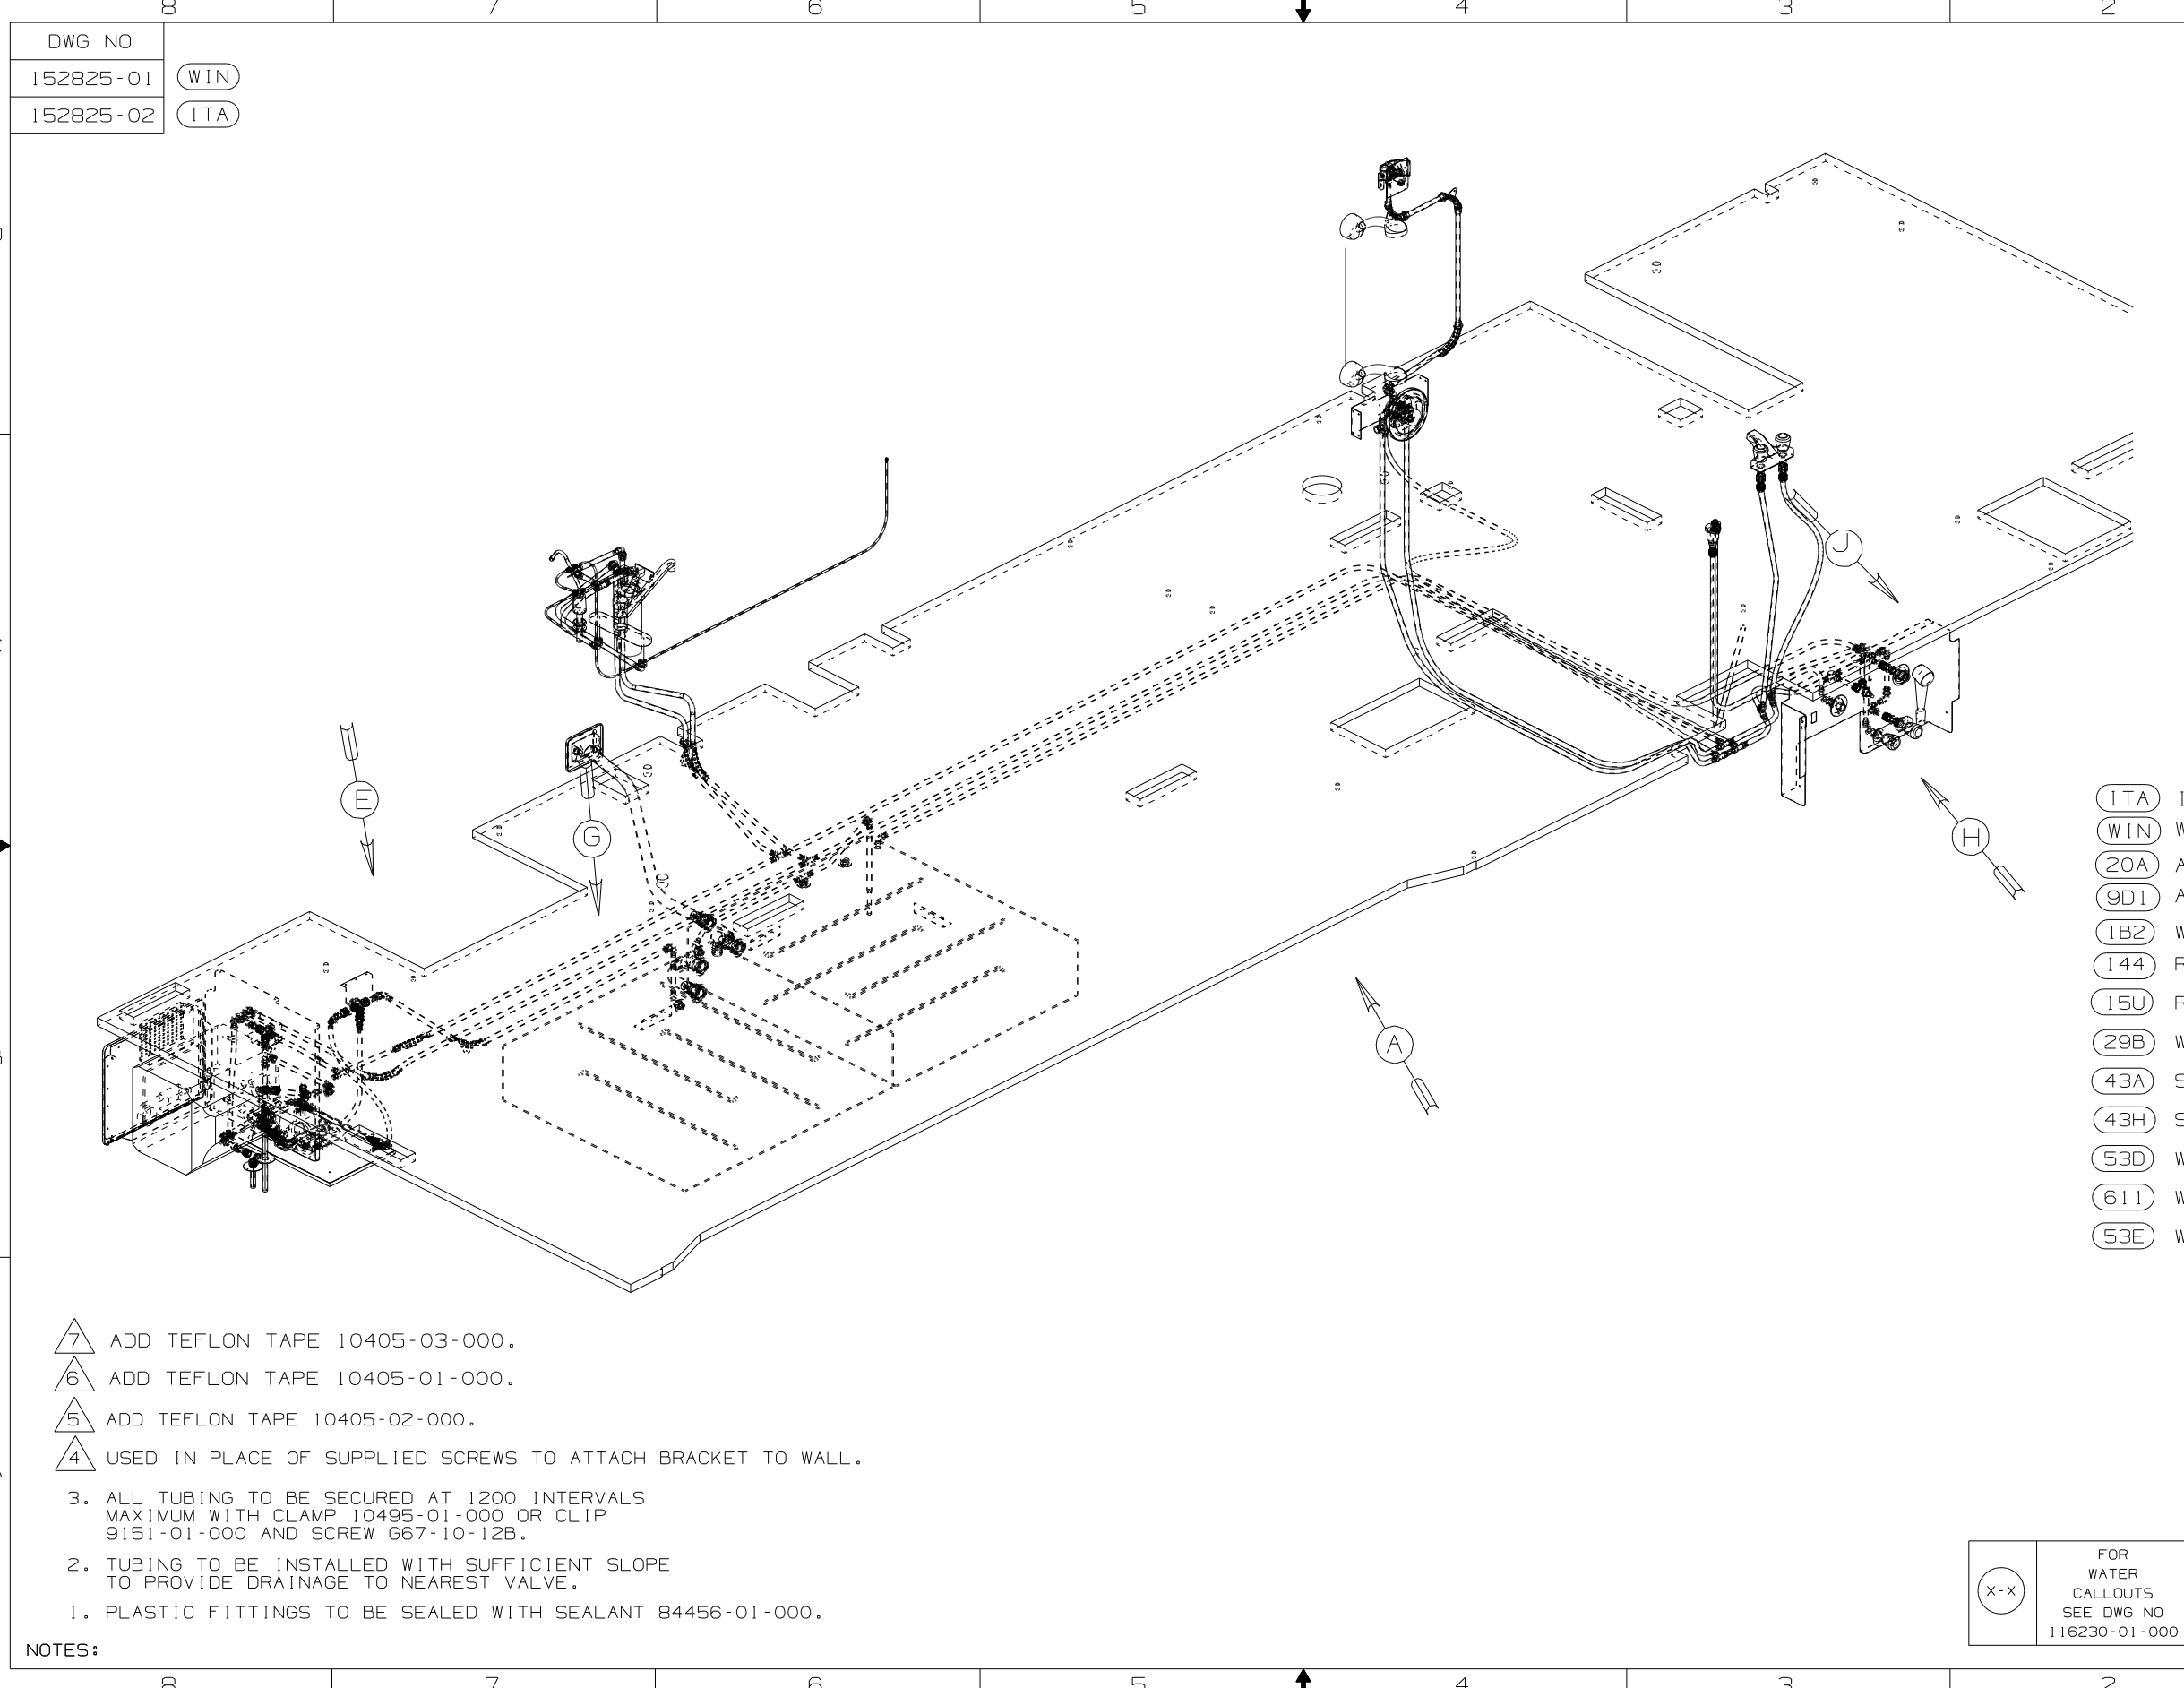 8 7 6 5 4 3 2
DWG NO
152825-01 WIN
152825-02 ITA
J
E
G
H
A
ITA
WIN W
20A A
9D1 A
1B2 W
144 R
15U R
29B W
43A S
43H S
53D W
611 W
53E W
7 ADD TEFLON TAPE 10405-03-000.
6 ADD TEFLON TAPE 10405-01-000.
5 ADD TEFLON TAPE 10405-02-000.
4 USED IN PLACE OF SUPPLIED SCREWS TO ATTACH BRACKET TO WALL.
3. ALL TUBING TO BE SECURED AT 1200 INTERVALS
MAXIMUM WITH CLAMP 10495-01-000 OR CLIP
9151-01-000 AND SCREW G67-10-12B.
2. TUBING TO BE INSTALLED WITH SUFFICIENT SLOPE
TO PROVIDE DRAINAGE TO NEAREST VALVE.
1. PLASTIC FITTINGS TO BE SEALED WITH SEALANT 84456-01-000.
NOTES:
X-X
FOR
WATER
CALLOUTS
SEE DWG NO
116230-01-000
8 7 6 5 4 3 2